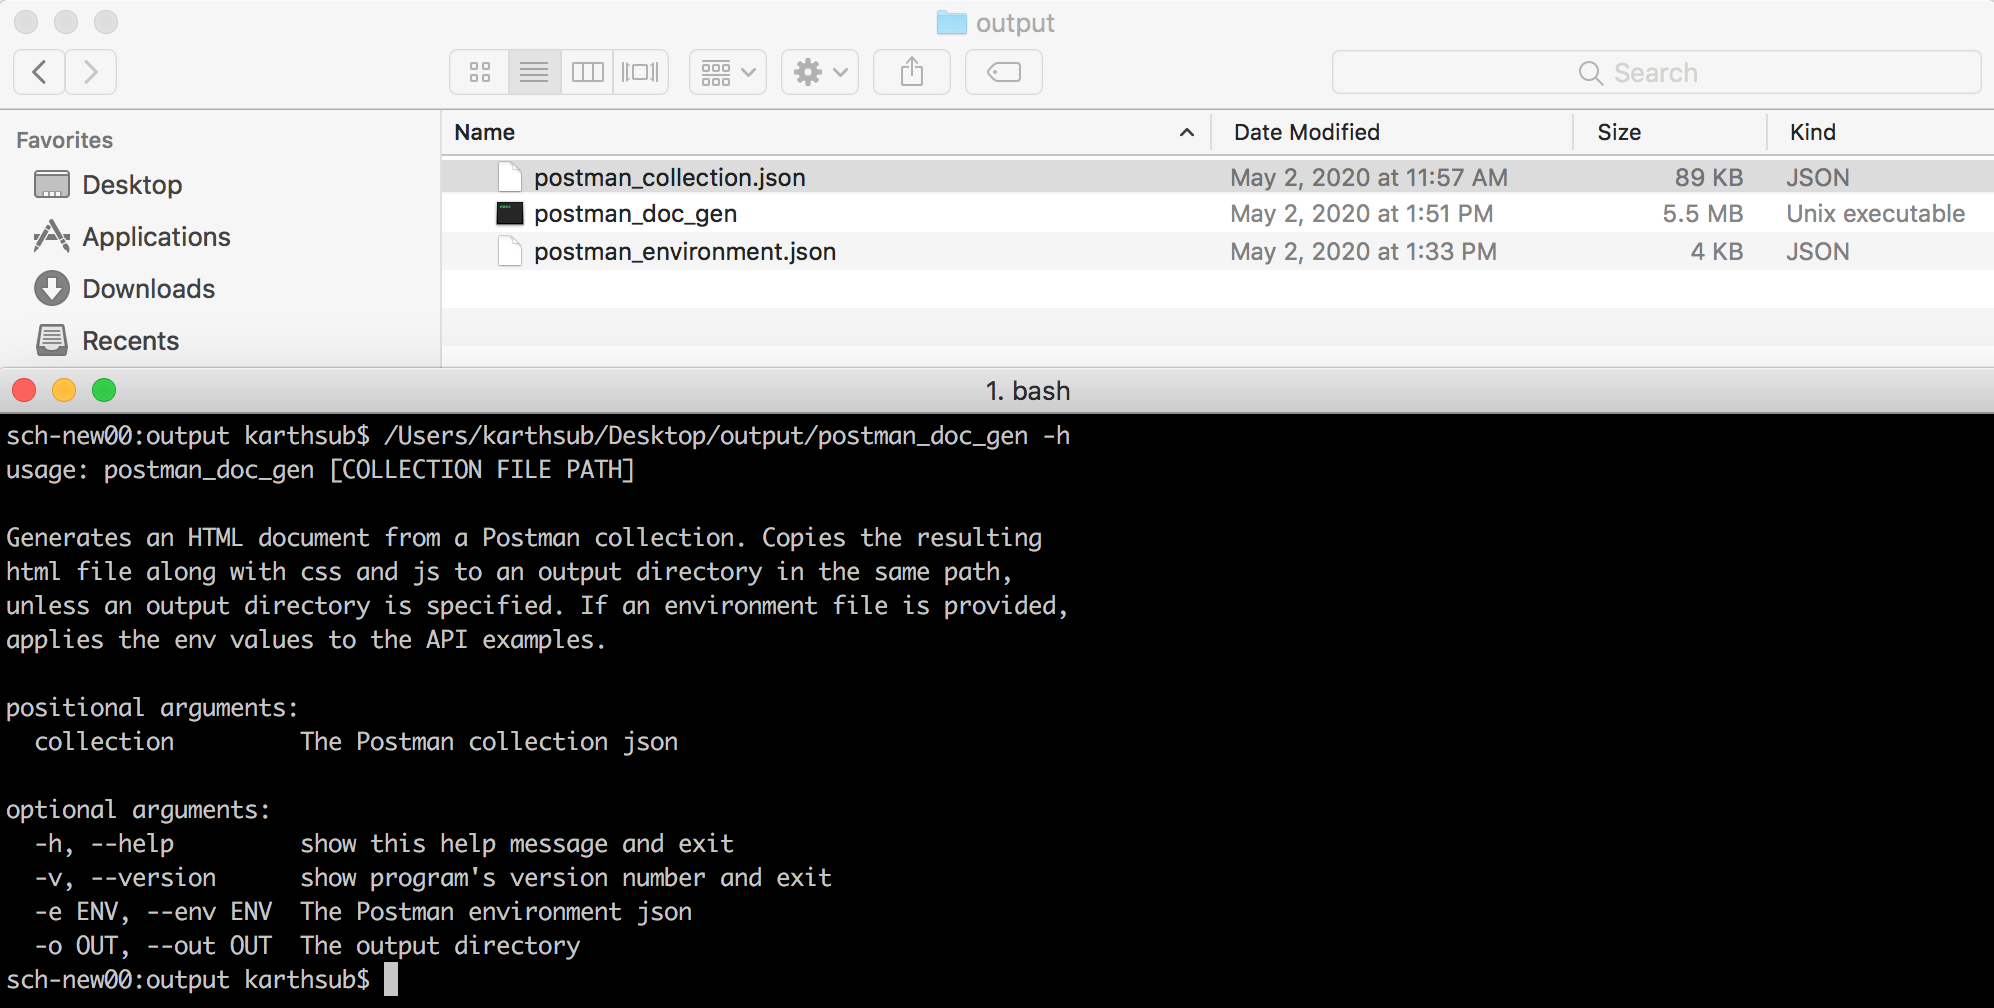 output
Search
Favorites
Desktop
Applications
Downloads
Recents
Name Date Modified Size Kind
postman_collection.json May 2, 2020 at 11:57 AM 89 KB JSON
postman_doc_gen May 2, 2020 at 1:51 PM 5.5 MB Unix executable
postman_environment.json May 2, 2020 at 1:33 PM 4 KB JSON
1. bash
sch-new00:output karthsub$ /Users/karthsub/Desktop/output/postman_doc_gen -h
usage: postman_doc_gen [COLLECTION FILE PATH]
Generates an HTML document from a Postman collection. Copies the resulting
html file along with css and js to an output directory in the same path,
unless an output directory is specified. If an environment file is provided,
applies the env values to the API examples.
positional arguments:
  collection         The Postman collection json
optional arguments:
  -h, --help         show this help message and exit
  -v, --version      show program's version number and exit
  -e ENV, --env ENV  The Postman environment json
  -o OUT, --out OUT  The output directory
sch-new00:output karthsub$